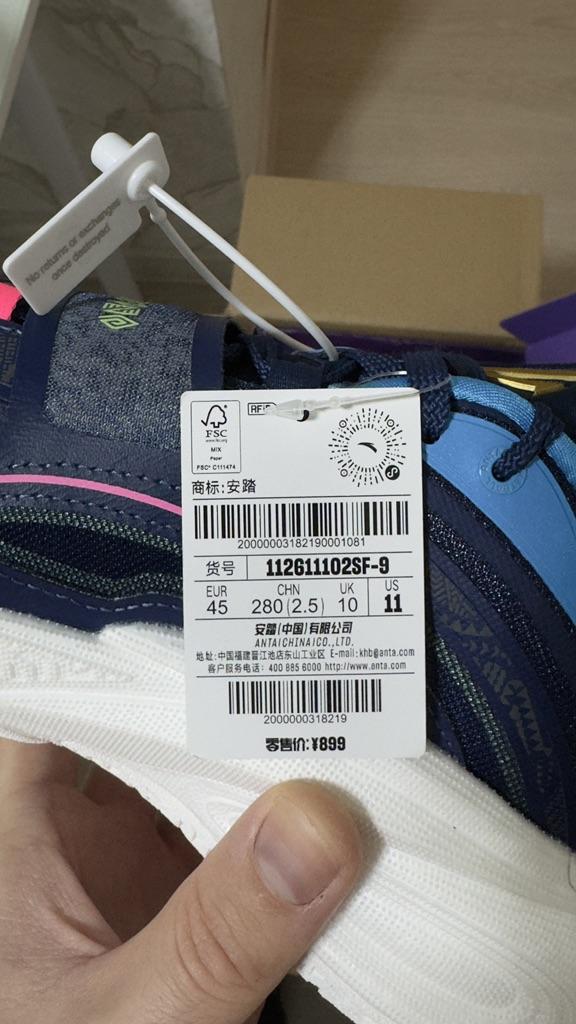 No returns or exchanges
once destroyed
FSC
www.fsc.org
MIX
Paper
FSC® C111474
商标:安踏
20000003182190001081
货号 112611102SF-9
EUR CHN UK US
45 280(2.5) 10 11
安踏(中国)有限公司
ANTA(CHINA)CO.,LTD.
地址:中国福建晋江池店东山工业区 E-mail:khb@anta.com
客户服务电话: 400 885 6000 http://www.anta.com
2000000318219
全售价:¥899